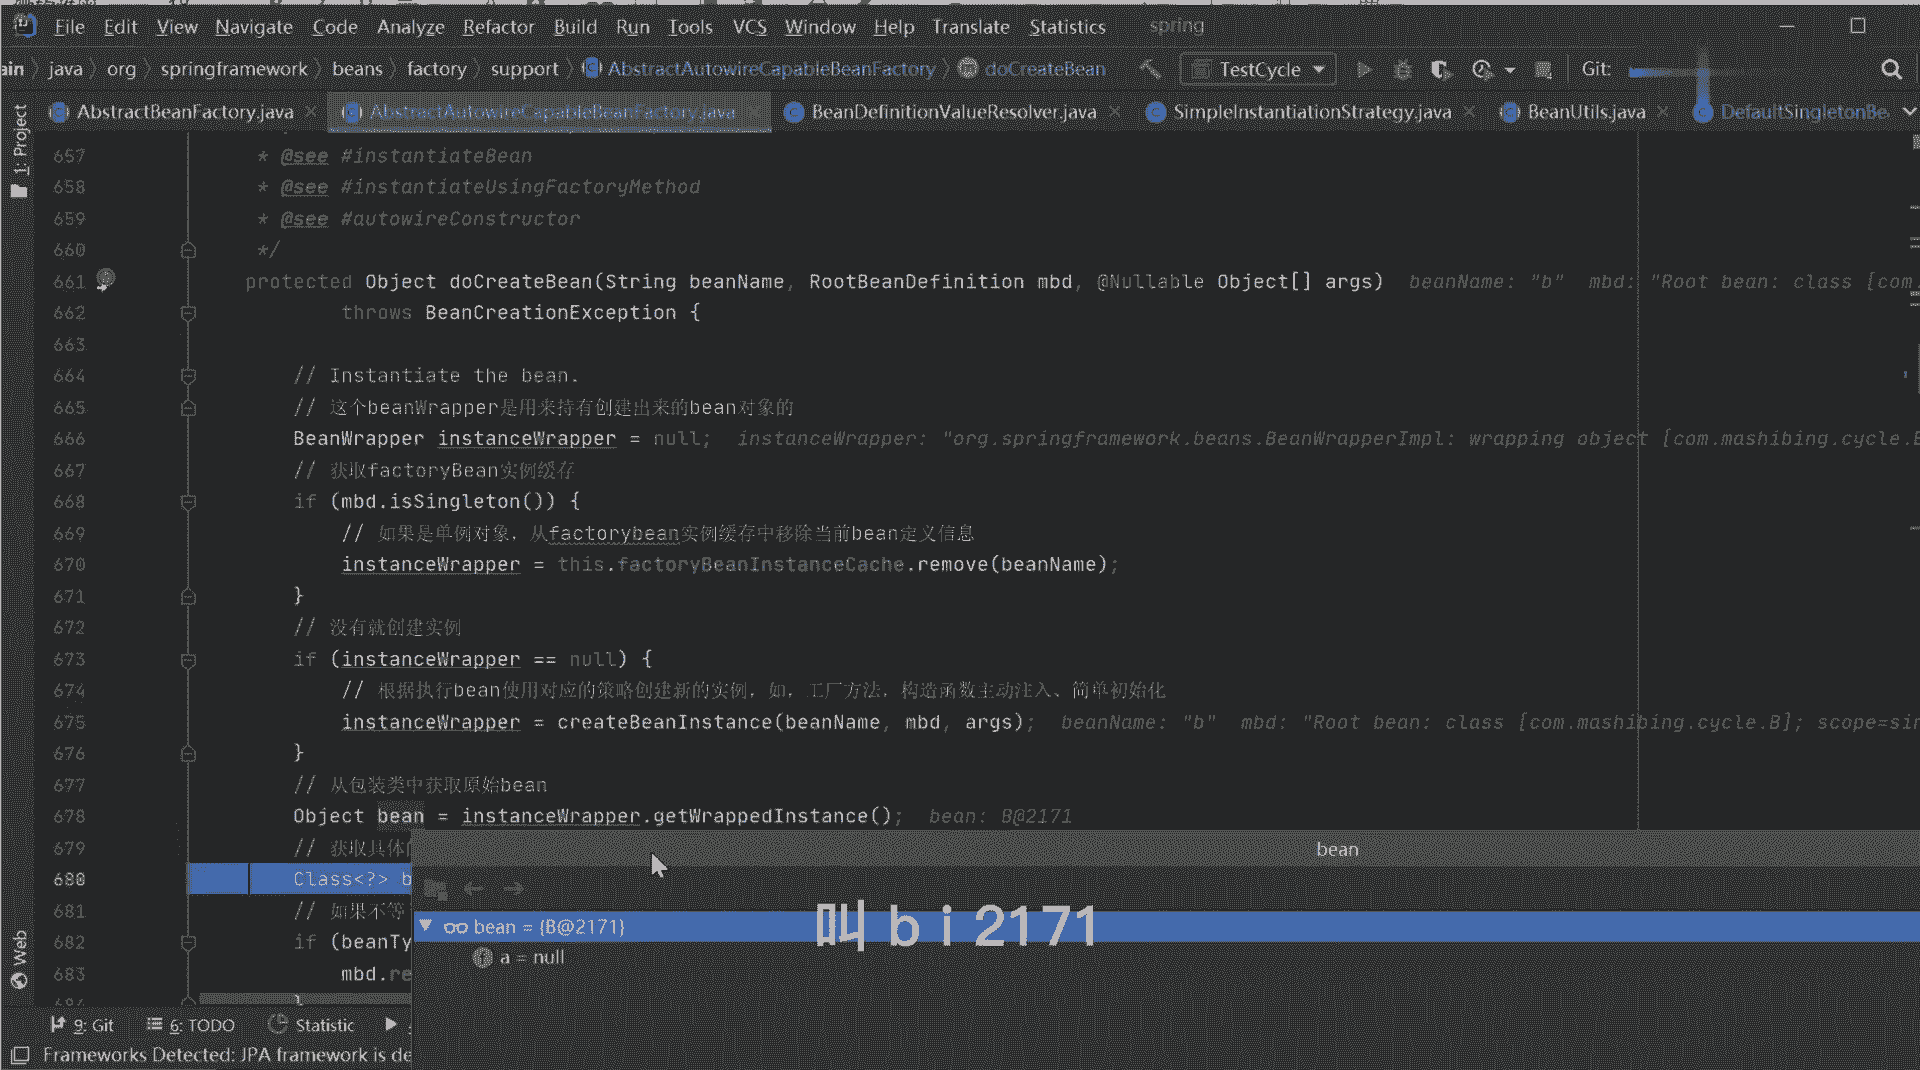 File Edit View Navigate Code Analyze Refactor Build Run Tools VCS Window Help Translate Statistics spring
ain java org springframework beans factory support AbstractAutowireCapableBeanFactory doCreateBean TestCycle Git:
AbstractBeanFactory.java AbstractAutowireCapableBeanFactory.java BeanDefinitionValueResolver.java SimpleInstantiationStrategy.java BeanUtils.java DefaultSingletonBe
1: Project
657 * @see #instantiateBean
658 * @see #instantiateUsingFactoryMethod
659 * @see #autowireConstructor
660 */
661 protected Object doCreateBean(String beanName, RootBeanDefinition mbd, @Nullable Object[] args) beanName: "b" mbd: "Root bean: class [com.
662 throws BeanCreationException {
663
664 // Instantiate the bean.
665 // 这个beanWrapper是用来持有创建出来的bean对象的
666 BeanWrapper instanceWrapper = null; instanceWrapper: "org.springframework.beans.BeanWrapperImpl: wrapping object [com.mashibing.cycle.B
667 // 获取factoryBean实例缓存
668 if (mbd.isSingleton()) {
669 // 如果是单例对象，从factorybean实例缓存中移除当前bean定义信息
670 instanceWrapper = this.factoryBeanInstanceCache.remove(beanName);
671 }
672 // 没有就创建实例
673 if (instanceWrapper == null) {
674 // 根据执行bean使用对应的策略创建新的实例，如，工厂方法，构造函数主动注入、简单初始化
675 instanceWrapper = createBeanInstance(beanName, mbd, args); beanName: "b" mbd: "Root bean: class [com.mashibing.cycle.B]; scope=sin
676 }
677 // 从包装类中获取原始bean
678 Object bean = instanceWrapper.getWrappedInstance(); bean: B@2171
679 // 获取具体
bean
680 Class<?> b
681 // 如果不等
bean = {B@2171}
叫 b i 2171
682 if (beanTy
a = null
683 mbd.re
684 }
Web
9: Git 6: TODO Statistic
Frameworks Detected: JPA framework is de